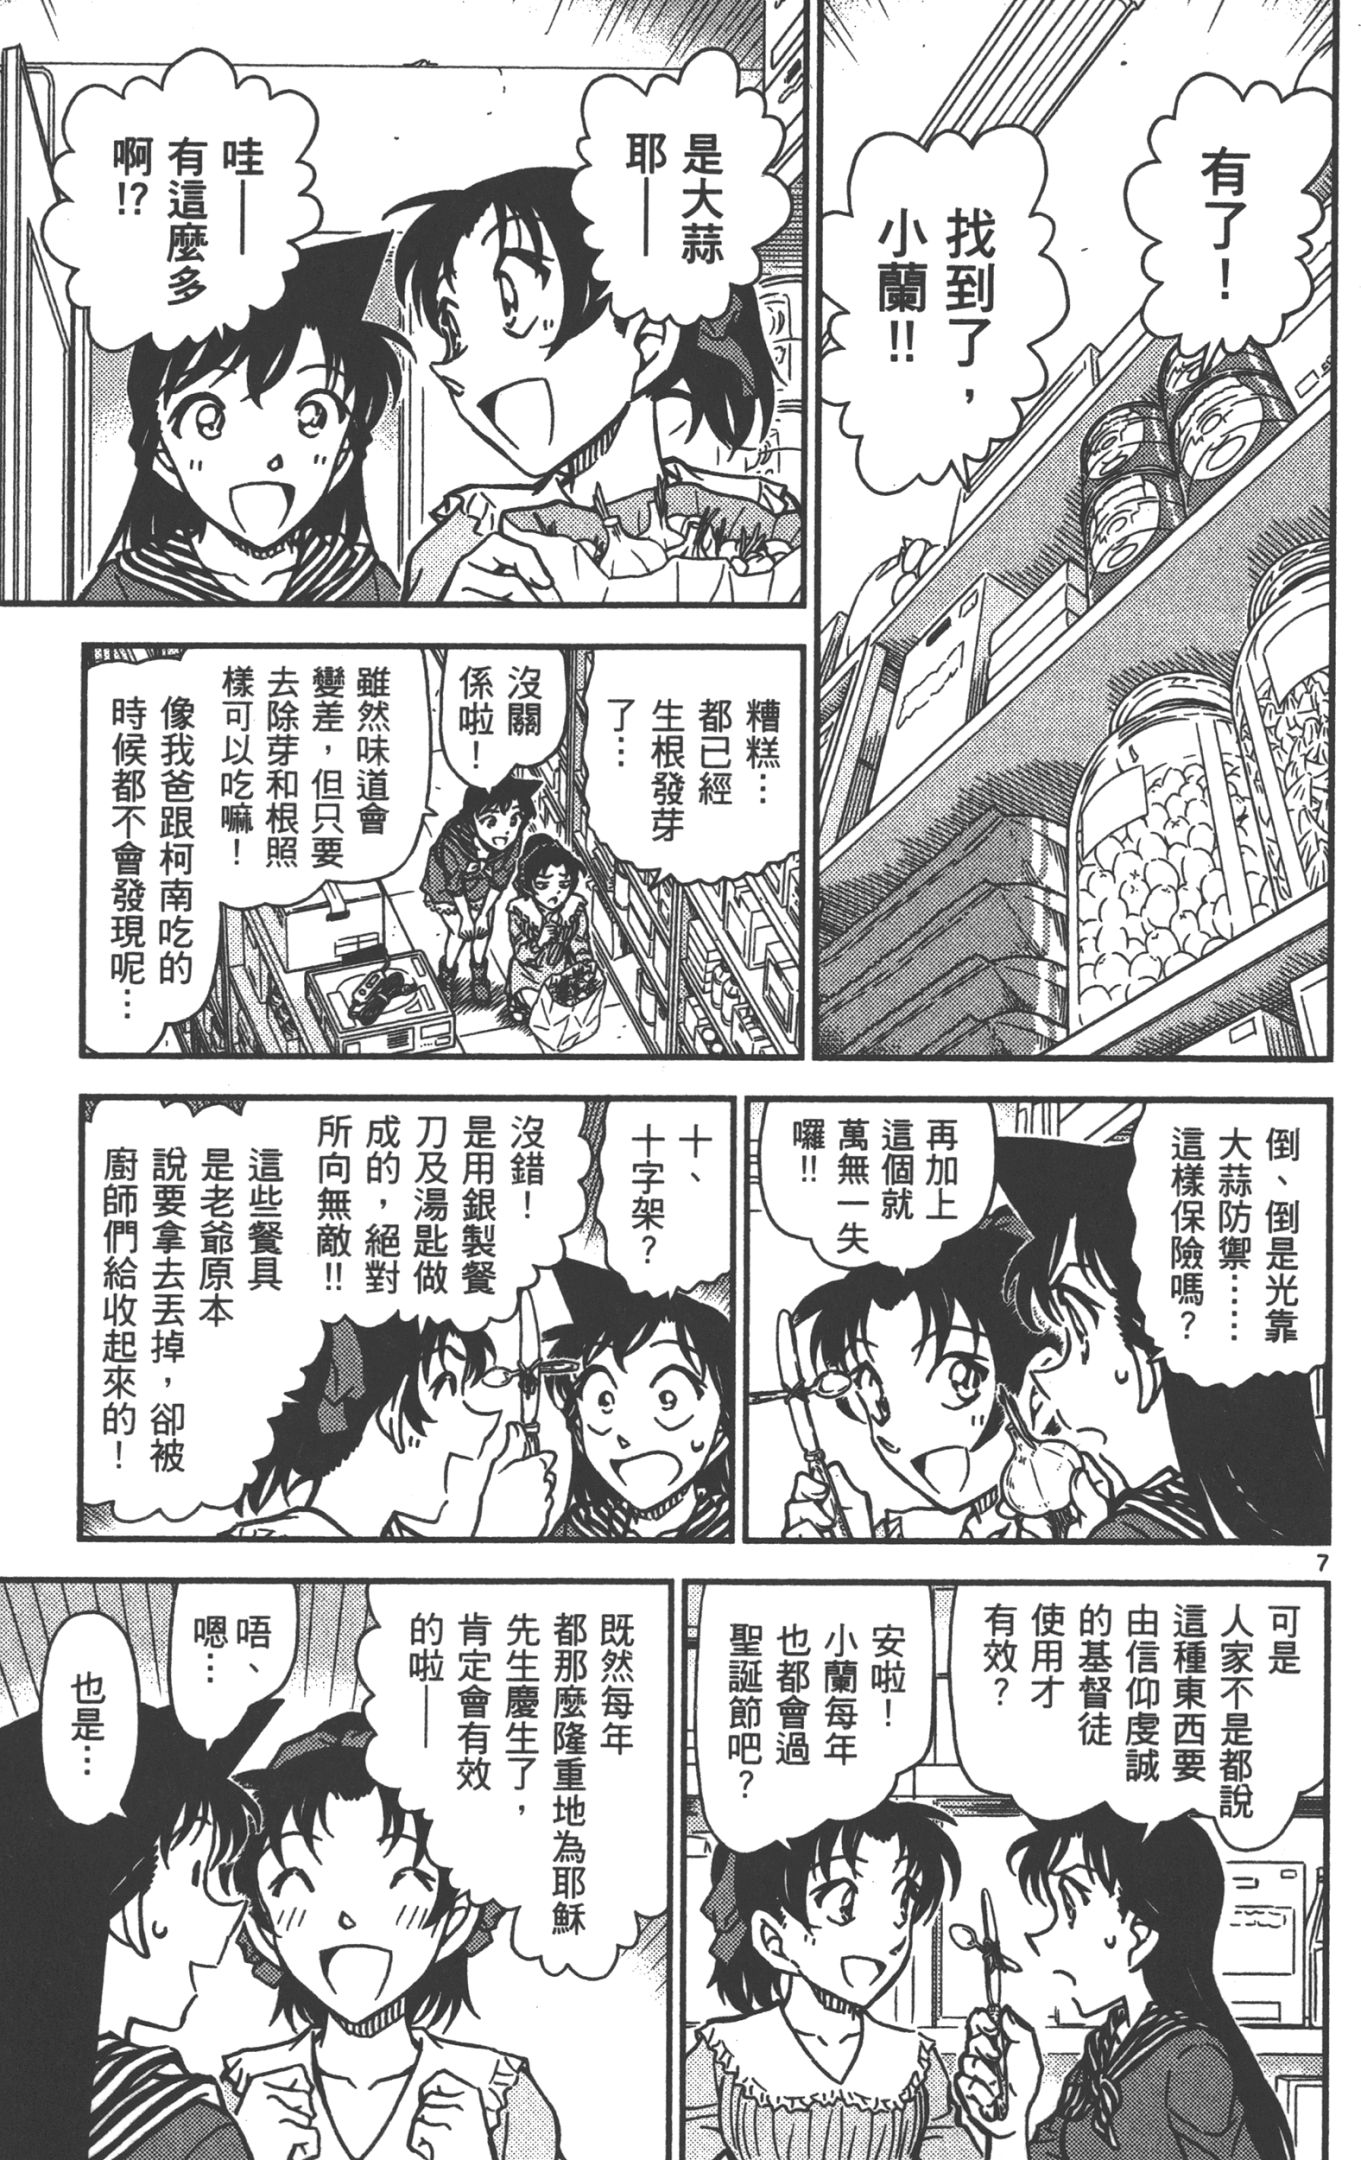 有了！
找到了，
小蘭!!
是大蒜
耶──
哇──
有這麼多
啊!?
糟糕…
都已經
生根發芽
了…
沒關
係啦！
雖然味道會
變差，但只要
去除芽和根照
樣可以吃嘛！
像我爸跟柯南吃的
時候都不會發現呢…
倒、倒是光靠
大蒜防禦……
這樣保險嗎？
再加上
這個就
萬無一失
囉!!
十、
十字架？
沒錯！
是用銀製餐
刀及湯匙做
成的，絕對
所向無敵!!
這些餐具
是老爺原本
說要拿去丟掉，卻被
廚師們給收起來的！
7
可是
人家不是都說
這種東西要
由信仰虔誠
的基督徒
使用才
有效？
安啦！
小蘭每年
也都會過
聖誕節吧？
既然每年
都那麼隆重地為耶穌
先生慶生了，
肯定會有效
的啦──
唔、
嗯…
也是…